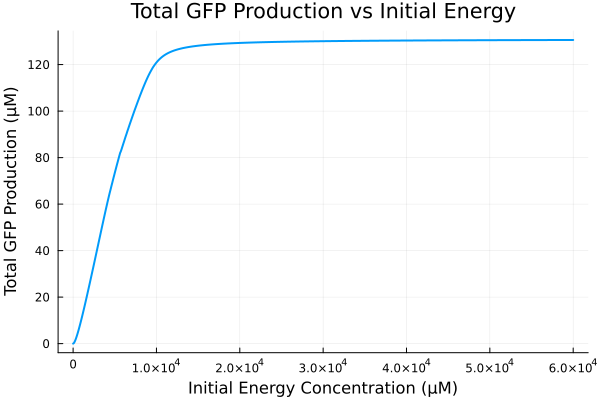 Total GFP Production vs Initial Energy
Total GFP Production (μM)
120
100
80
60
40
20
0
0 1.0×10⁴ 2.0×10⁴ 3.0×10⁴ 4.0×10⁴ 5.0×10⁴ 6.0×10⁴
Initial Energy Concentration (μM)